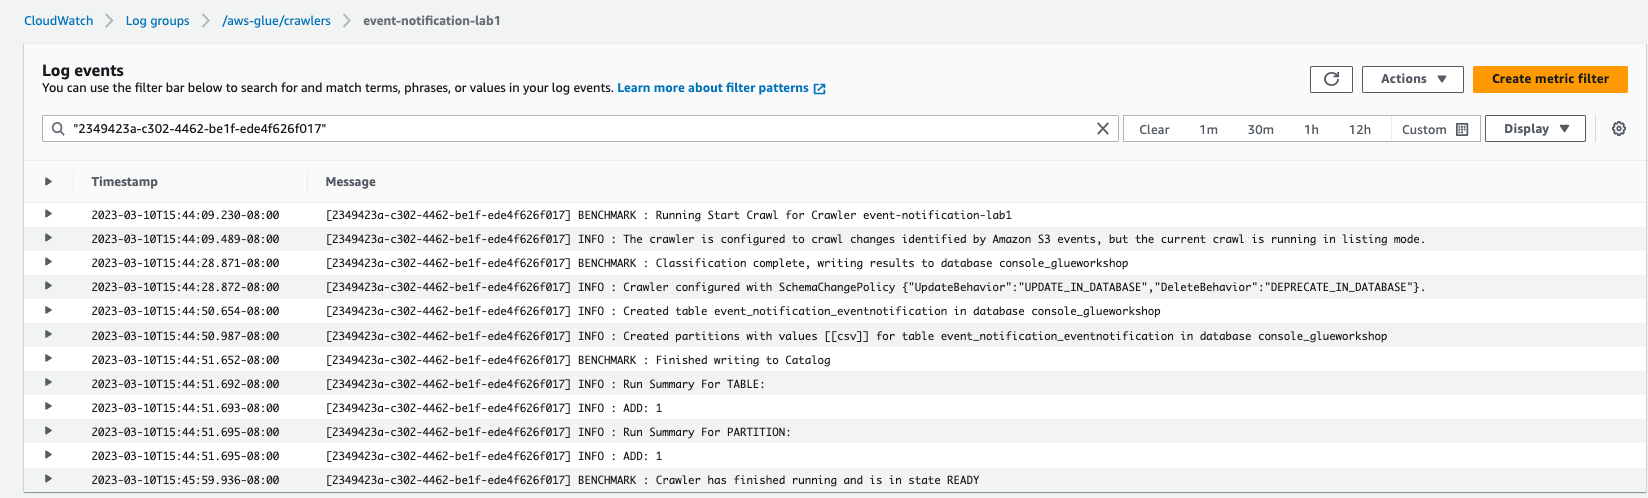 CloudWatch > Log groups > /aws-glue/crawlers > event-notification-lab1
Log events
You can use the filter bar below to search for and match terms, phrases, or values in your log events. Learn more about filter patterns
Actions Create metric filter
"2349423a-c302-4462-be1f-ede4f626f017" Clear 1m 30m 1h 12h Custom Display
Timestamp Message
2023-03-10T15:44:09.230-08:00 [2349423a-c302-4462-be1f-ede4f626f017] BENCHMARK : Running Start Crawl for Crawler event-notification-lab1
2023-03-10T15:44:09.489-08:00 [2349423a-c302-4462-be1f-ede4f626f017] INFO : The crawler is configured to crawl changes identified by Amazon S3 events, but the current crawl is running in listing mode.
2023-03-10T15:44:28.871-08:00 [2349423a-c302-4462-be1f-ede4f626f017] BENCHMARK : Classification complete, writing results to database console_glueworkshop
2023-03-10T15:44:28.872-08:00 [2349423a-c302-4462-be1f-ede4f626f017] INFO : Crawler configured with SchemaChangePolicy {"UpdateBehavior":"UPDATE_IN_DATABASE","DeleteBehavior":"DEPRECATE_IN_DATABASE"}.
2023-03-10T15:44:50.654-08:00 [2349423a-c302-4462-be1f-ede4f626f017] INFO : Created table event_notification_eventnotification in database console_glueworkshop
2023-03-10T15:44:50.987-08:00 [2349423a-c302-4462-be1f-ede4f626f017] INFO : Created partitions with values [[csv]] for table event_notification_eventnotification in database console_glueworkshop
2023-03-10T15:44:51.652-08:00 [2349423a-c302-4462-be1f-ede4f626f017] BENCHMARK : Finished writing to Catalog
2023-03-10T15:44:51.692-08:00 [2349423a-c302-4462-be1f-ede4f626f017] INFO : Run Summary For TABLE:
2023-03-10T15:44:51.693-08:00 [2349423a-c302-4462-be1f-ede4f626f017] INFO : ADD: 1
2023-03-10T15:44:51.695-08:00 [2349423a-c302-4462-be1f-ede4f626f017] INFO : Run Summary For PARTITION:
2023-03-10T15:44:51.695-08:00 [2349423a-c302-4462-be1f-ede4f626f017] INFO : ADD: 1
2023-03-10T15:45:59.936-08:00 [2349423a-c302-4462-be1f-ede4f626f017] BENCHMARK : Crawler has finished running and is in state READY